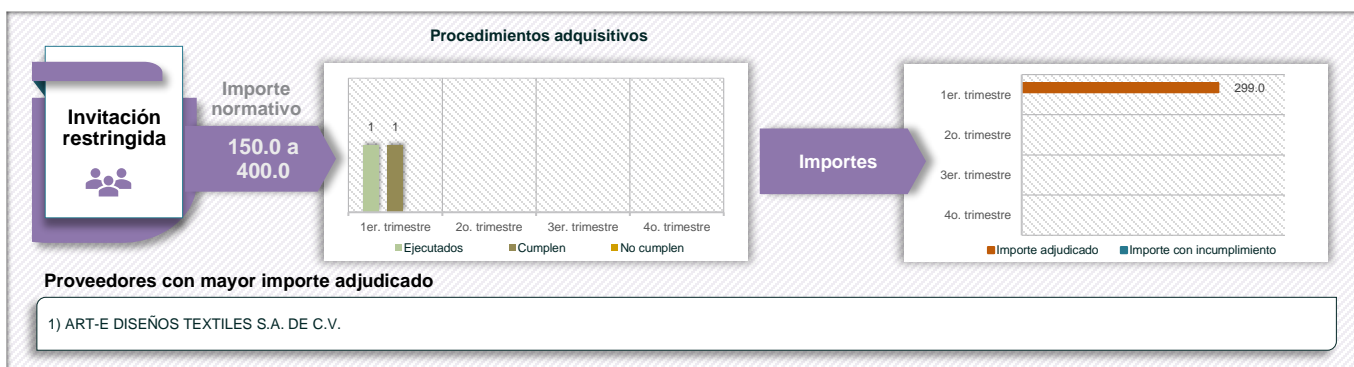 Procedimientos adquisitivos
Invitación
restringida
Importe
normativo
150.0 a
400.0
1 1
1er. trimestre 2o. trimestre 3er. trimestre 4o. trimestre
Ejecutados Cumplen No cumplen
Importes
1er. trimestre 299.0
2o. trimestre
3er. trimestre
4o. trimestre
Importe adjudicado Importe con incumplimiento
Proveedores con mayor importe adjudicado
1) ART-E DISEÑOS TEXTILES S.A. DE C.V.